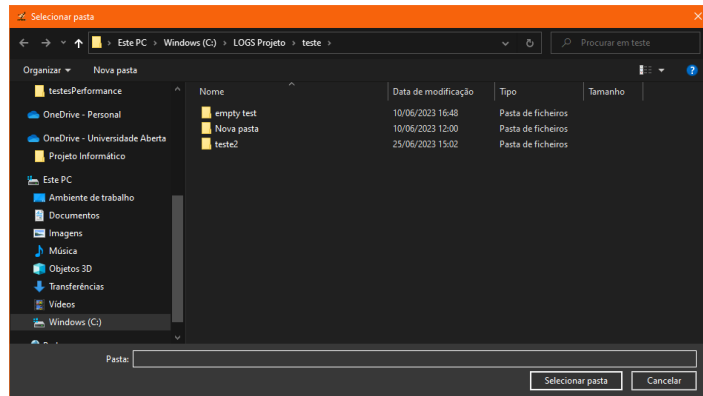 Selecionar pasta
Este PC › Windows (C:) › LOGS Projeto › teste ›
Procurar em teste
Organizar
Nova pasta
testesPerformance
OneDrive - Personal
OneDrive - Universidade Aberta
Projeto Informático
Este PC
Ambiente de trabalho
Documentos
Imagens
Música
Objetos 3D
Transferências
Vídeos
Windows (C:)
Nome Data de modificação Tipo Tamanho
empty test 10/06/2023 16:48 Pasta de ficheiros
Nova pasta 10/06/2023 12:00 Pasta de ficheiros
teste2 25/06/2023 15:02 Pasta de ficheiros
Pasta:
Selecionar pasta Cancelar